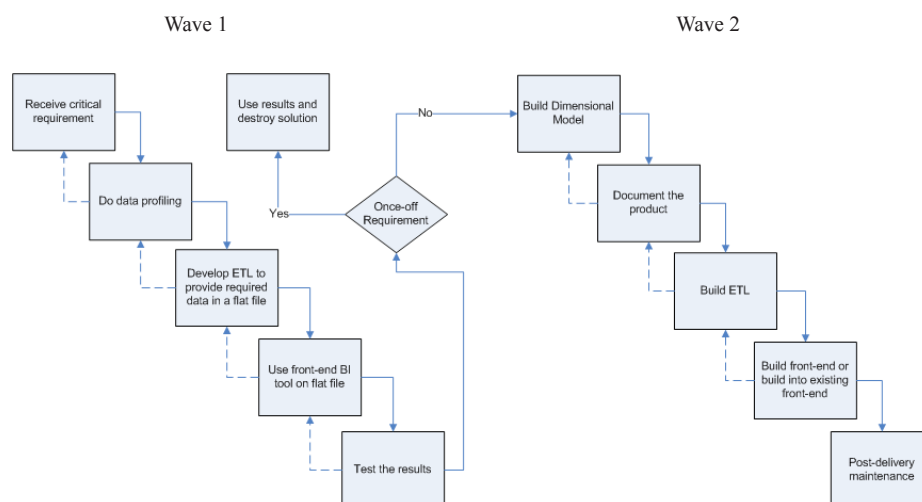 Wave 1
Wave 2
Receive critical
requirement
Use results and
destroy solution
No
Build Dimensional
Model
Do data profiling
Yes
Once-off
Requirement
Document the
product
Develop ETL to
provide required
data in a flat file
Build ETL
Use front-end BI
tool on flat file
Build front-end or
build into existing
front-end
Test the results
Post-delivery
maintenance